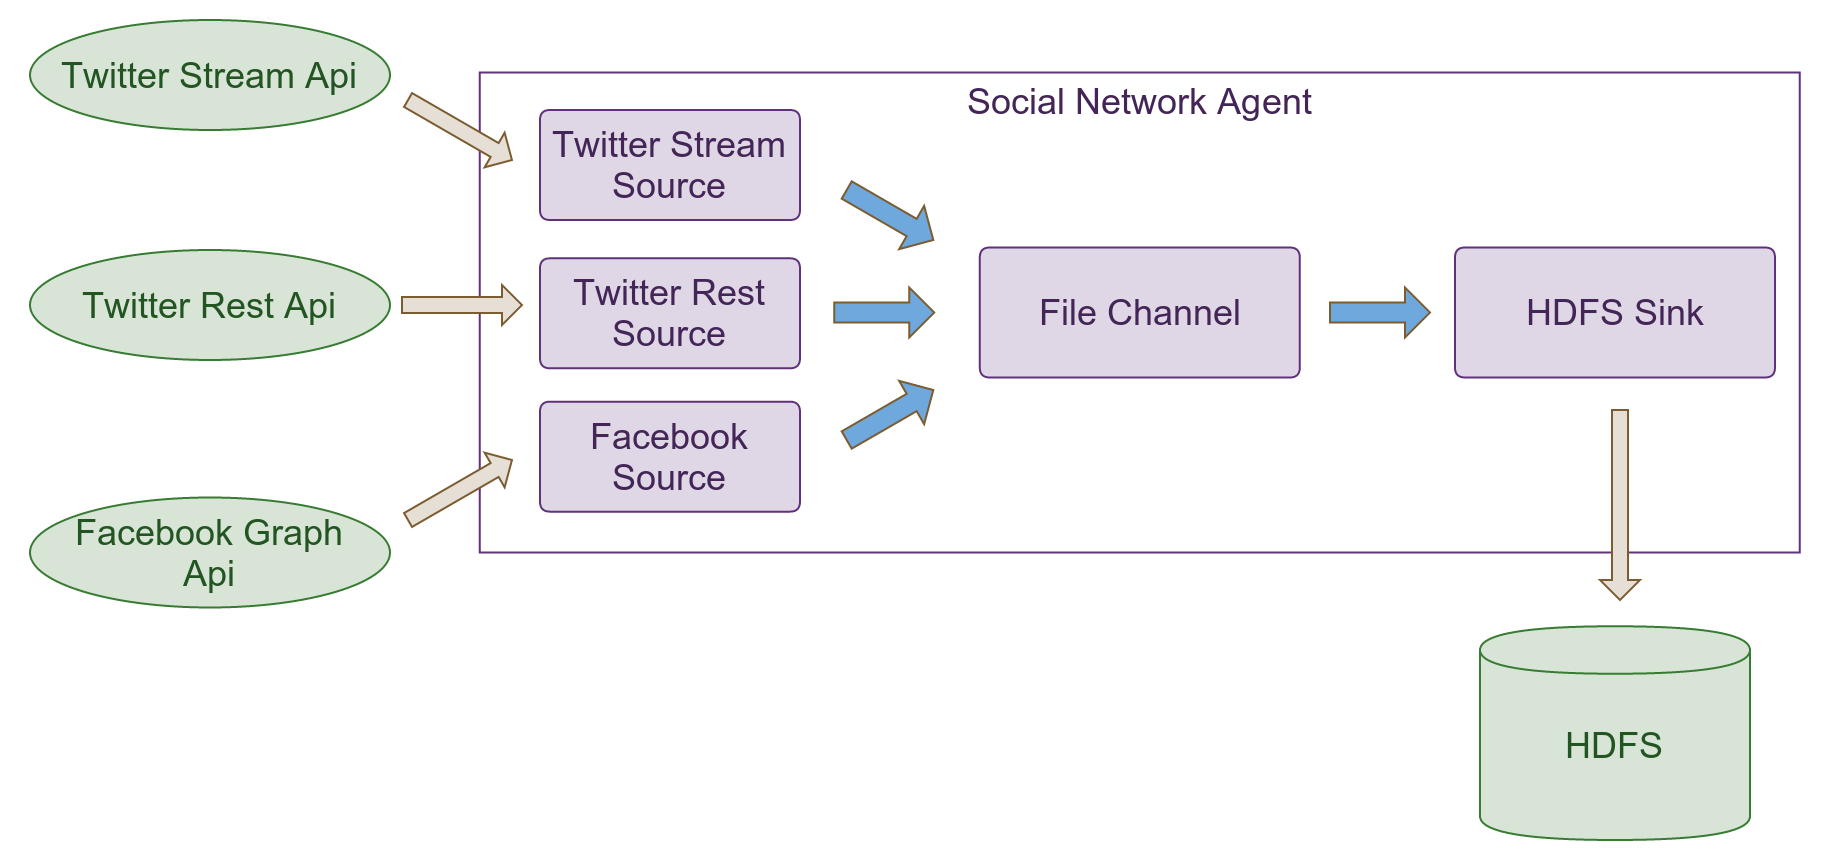 Twitter Stream Api
Social Network Agent
Twitter Stream
Source
Twitter Rest Api
Twitter Rest
Source
File Channel
HDFS Sink
Facebook
Source
Facebook Graph
Api
HDFS